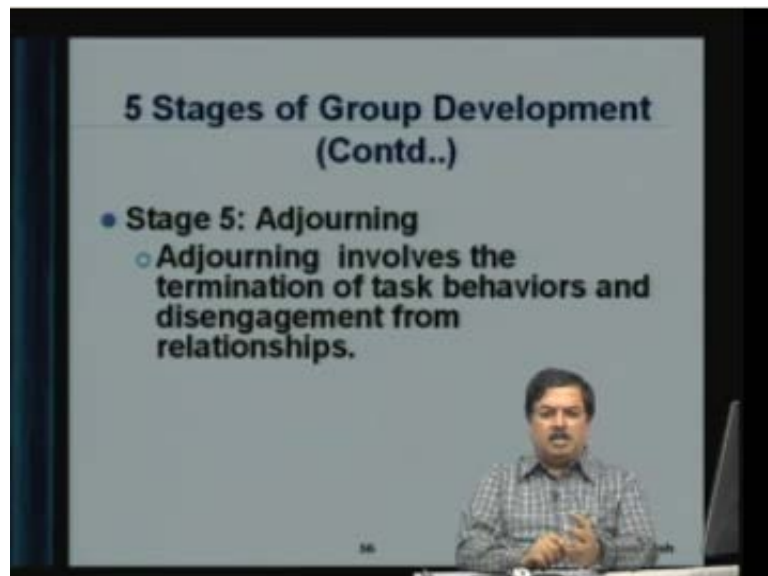 5 Stages of Group Development
(Contd..)
Stage 5: Adjourning
Adjourning involves the
termination of task behaviors and
disengagement from
relationships.